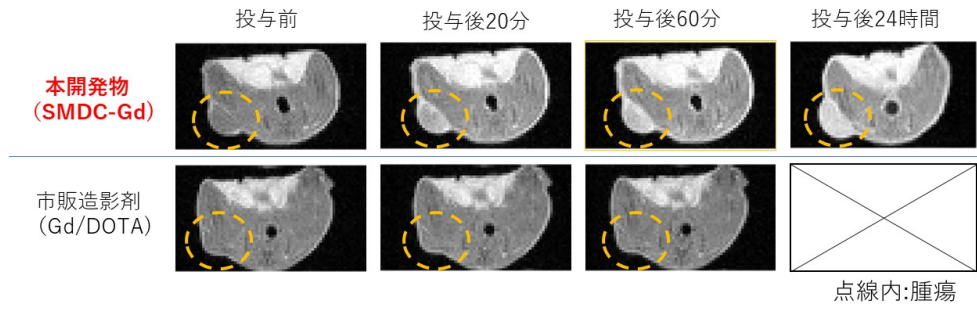 投与前 投与後20分 投与後60分 投与後24時間
本開発物
（SMDC-Gd）
市販造影剤
（Gd/DOTA）
点線内:腫瘍